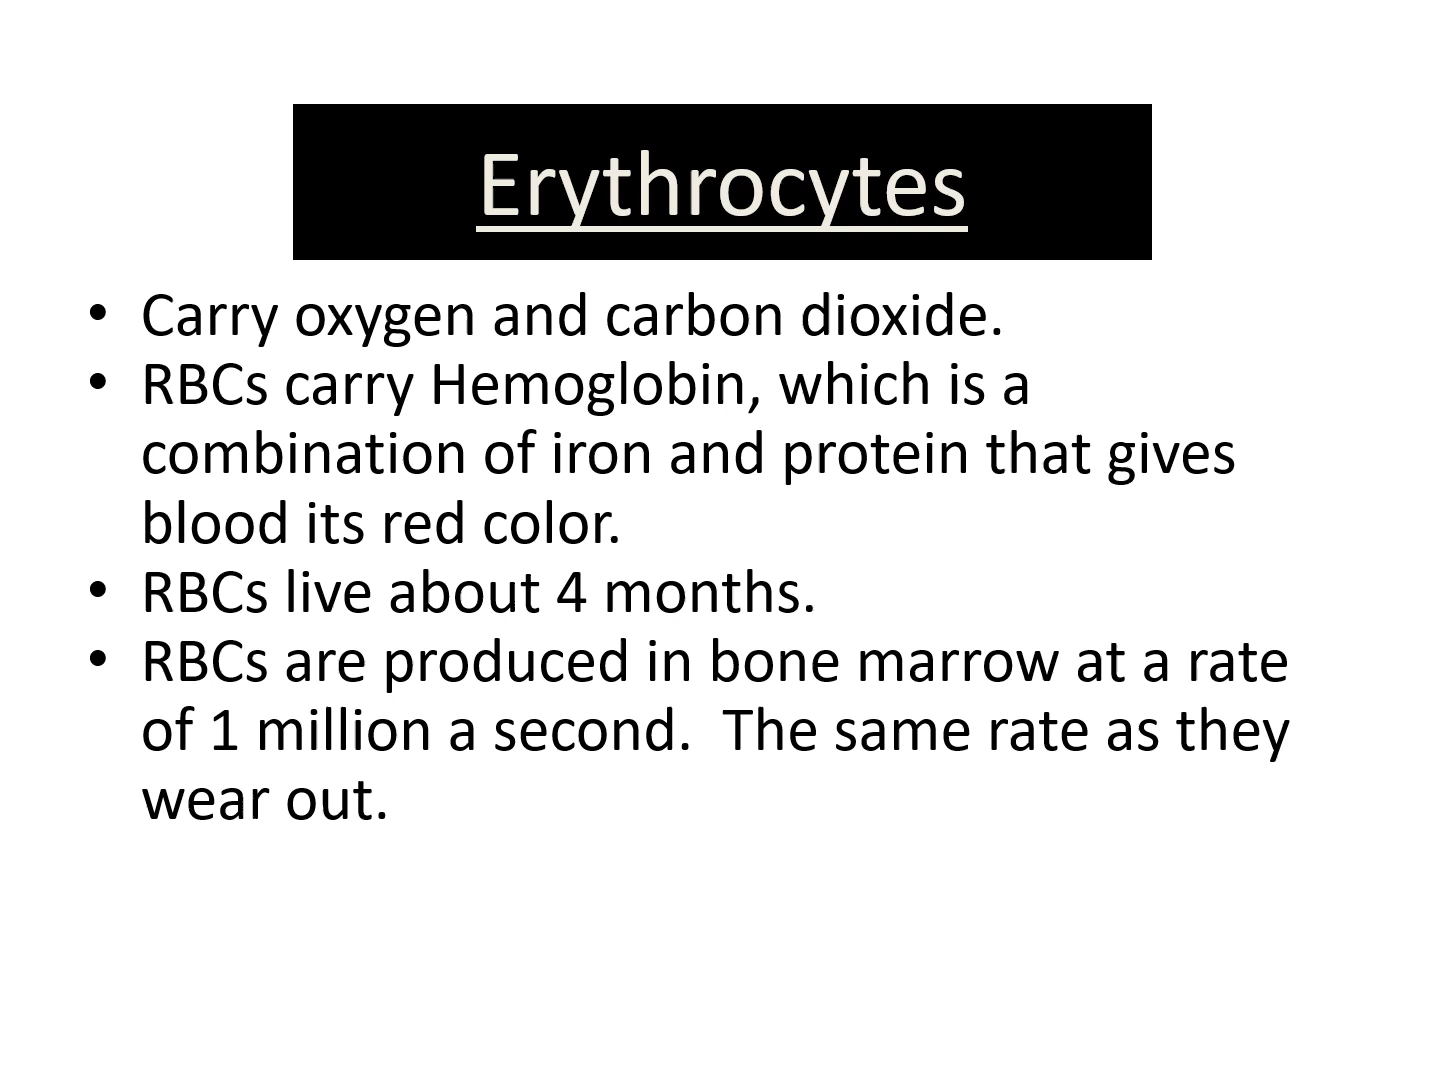 Erythrocytes
• Carry oxygen and carbon dioxide.
• RBCs carry Hemoglobin, which is a
combination of iron and protein that gives
blood its red color.
• RBCs live about 4 months.
• RBCs are produced in bone marrow at a rate
of 1 million a second.  The same rate as they
wear out.